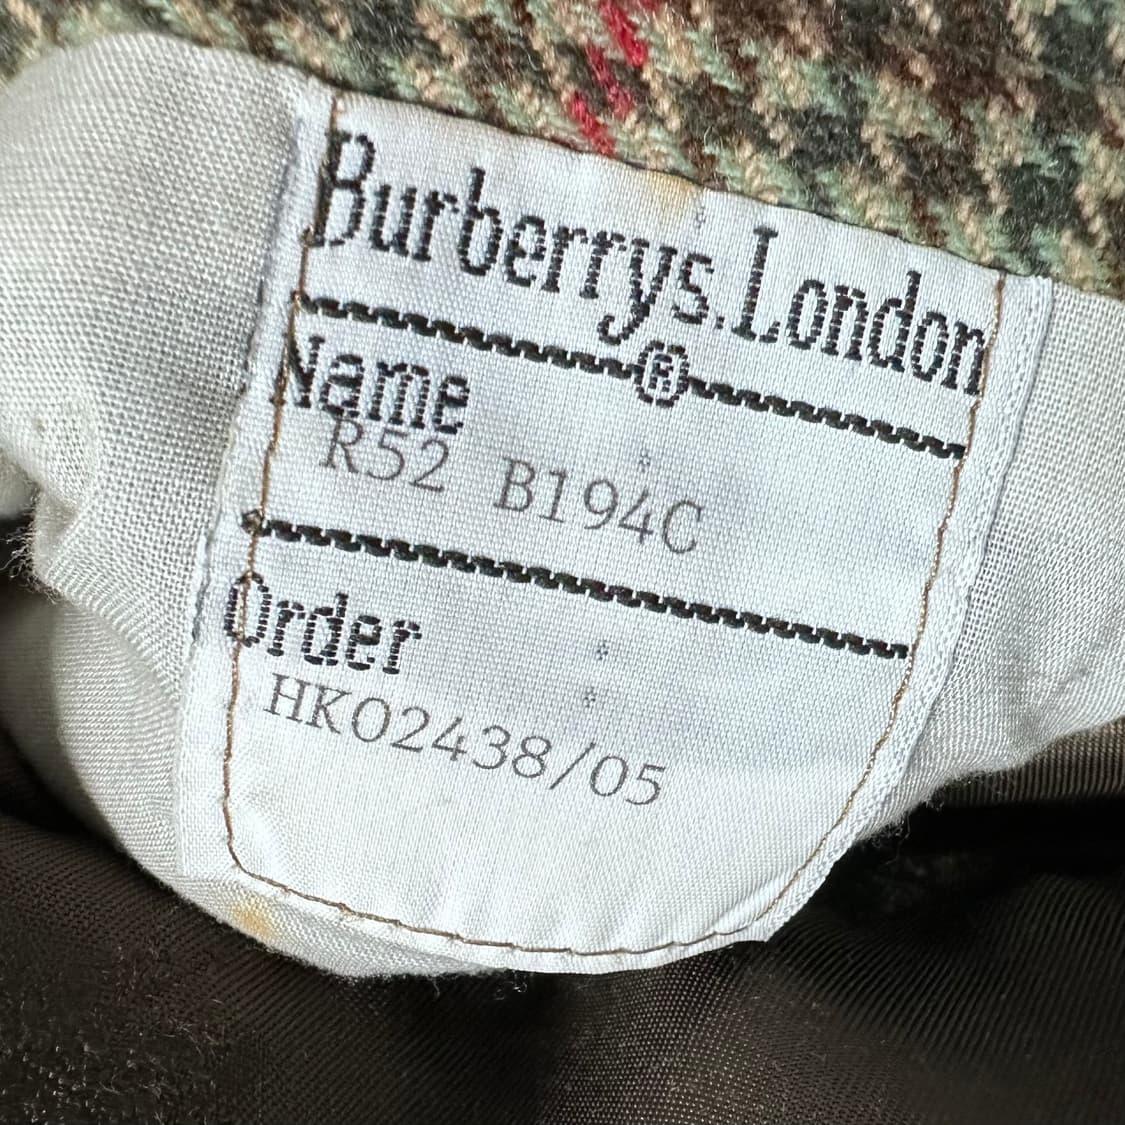 Burberrys. London
®
Name
R52 B194C
Order
HK02438/05